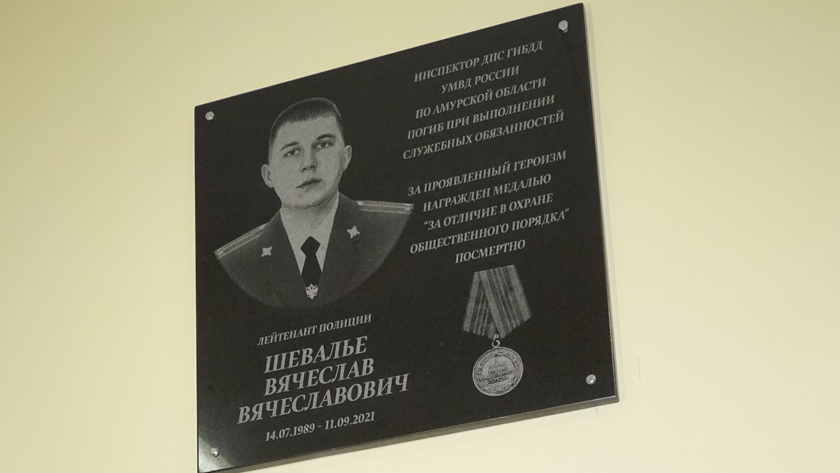 ИНСПЕКТОР ДПС ГИБДД
УМВД РОССИИ
ПО АМУРСКОЙ ОБЛАСТИ
ПОГИБ ПРИ ВЫПОЛНЕНИИ
СЛУЖЕБНЫХ ОБЯЗАННОСТЕЙ
ЗА ПРОЯВЛЕННЫЙ ГЕРОИЗМ
НАГРАЖДЕН МЕДАЛЬЮ
"ЗА ОТЛИЧИЕ В ОХРАНЕ
ОБЩЕСТВЕННОГО ПОРЯДКА"
ПОСМЕРТНО
ЛЕЙТЕНАНТ ПОЛИЦИИ
ШЕВАЛЬЕ
ВЯЧЕСЛАВ
ВЯЧЕСЛАВОВИЧ
14.07.1989 - 11.09.2021